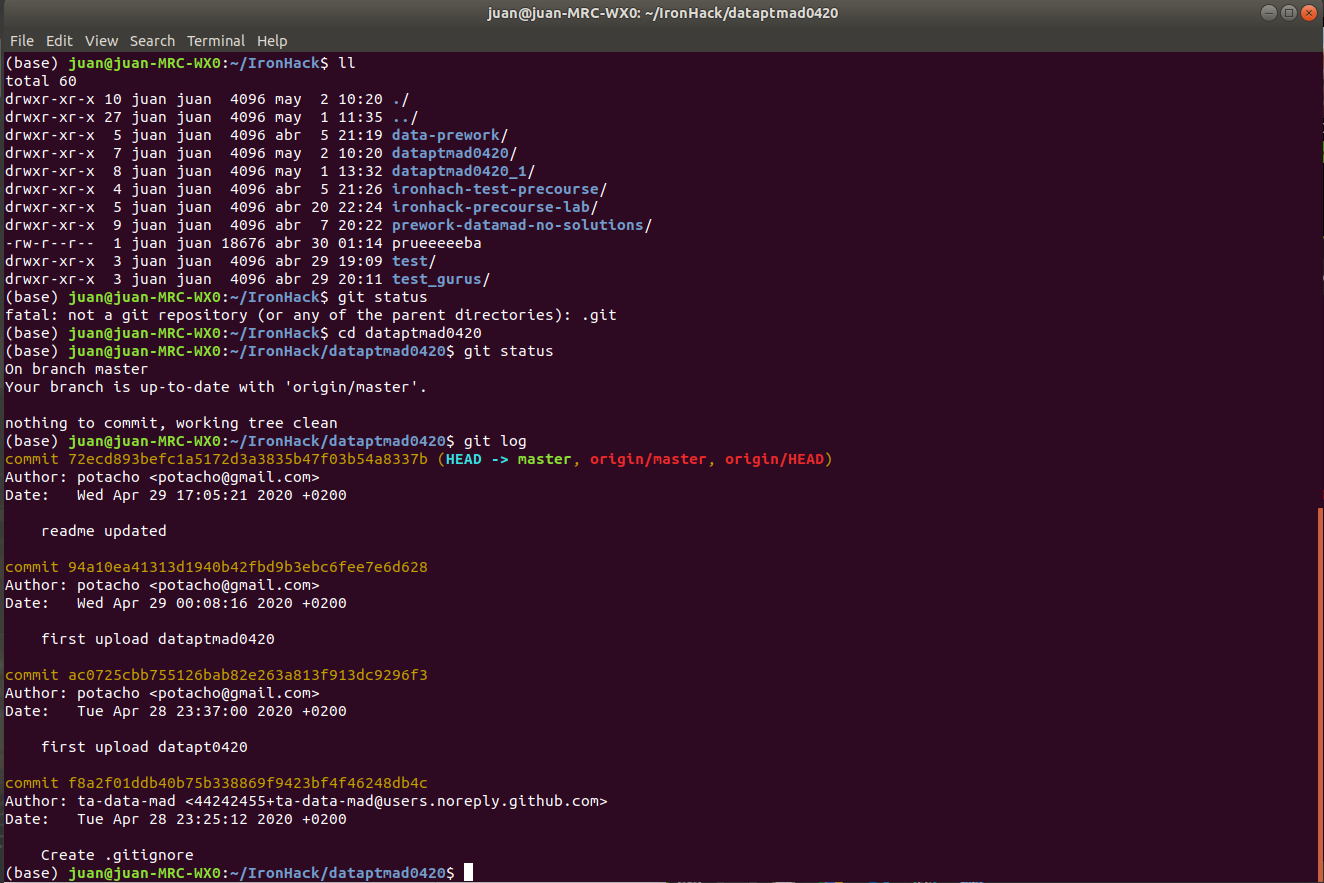 juan@juan-MRC-WX0: ~/IronHack/dataptmad0420
File Edit View Search Terminal Help
(base) juan@juan-MRC-WX0:~/IronHack$ ll
total 60
drwxr-xr-x 10 juan juan  4096 may  2 10:20 ./
drwxr-xr-x 27 juan juan  4096 may  1 11:35 ../
drwxr-xr-x  5 juan juan  4096 abr  5 21:19 data-prework/
drwxr-xr-x  7 juan juan  4096 may  2 10:20 dataptmad0420/
drwxr-xr-x  8 juan juan  4096 may  1 13:32 dataptmad0420_1/
drwxr-xr-x  4 juan juan  4096 abr  5 21:26 ironhach-test-precourse/
drwxr-xr-x  5 juan juan  4096 abr 20 22:24 ironhack-precourse-lab/
drwxr-xr-x  9 juan juan  4096 abr  7 20:22 prework-datamad-no-solutions/
-rw-r--r--  1 juan juan 18676 abr 30 01:14 prueeeeeba
drwxr-xr-x  3 juan juan  4096 abr 29 19:09 test/
drwxr-xr-x  3 juan juan  4096 abr 29 20:11 test_gurus/
(base) juan@juan-MRC-WX0:~/IronHack$ git status
fatal: not a git repository (or any of the parent directories): .git
(base) juan@juan-MRC-WX0:~/IronHack$ cd dataptmad0420
(base) juan@juan-MRC-WX0:~/IronHack/dataptmad0420$ git status
On branch master
Your branch is up-to-date with 'origin/master'.
nothing to commit, working tree clean
(base) juan@juan-MRC-WX0:~/IronHack/dataptmad0420$ git log
commit 72ecd893befc1a5172d3a3835b47f03b54a8337b (HEAD -> master, origin/master, origin/HEAD)
Author: potacho <potacho@gmail.com>
Date:   Wed Apr 29 17:05:21 2020 +0200
readme updated
commit 94a10ea41313d1940b42fbd9b3ebc6fee7e6d628
Author: potacho <potacho@gmail.com>
Date:   Wed Apr 29 00:08:16 2020 +0200
first upload dataptmad0420
commit ac0725cbb755126bab82e263a813f913dc9296f3
Author: potacho <potacho@gmail.com>
Date:   Tue Apr 28 23:37:00 2020 +0200
first upload datapt0420
commit f8a2f01ddb40b75b338869f9423bf4f46248db4c
Author: ta-data-mad <44242455+ta-data-mad@users.noreply.github.com>
Date:   Tue Apr 28 23:25:12 2020 +0200
Create .gitignore
(base) juan@juan-MRC-WX0:~/IronHack/dataptmad0420$